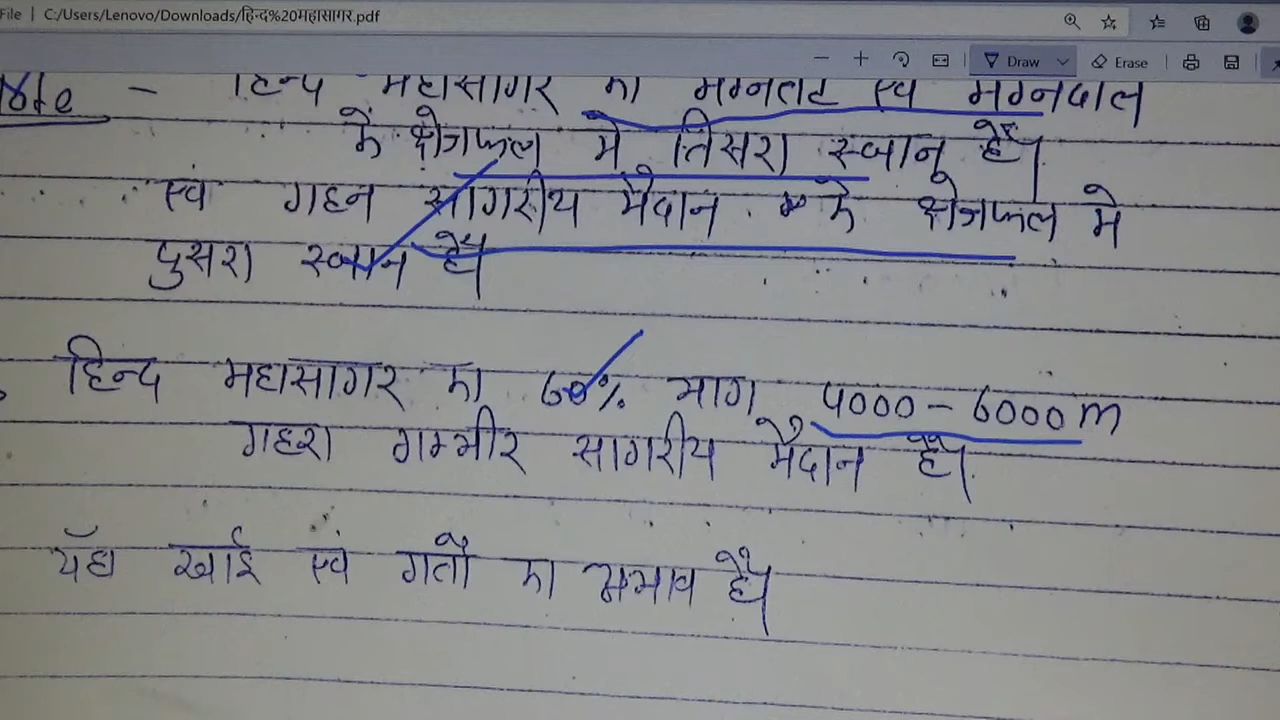 File | C:/Users/Lenovo/Downloads/हिन्द%20महासागर.pdf
Draw Erase
Note - हिन्द महासागर का मग्नतट एवं मग्नढाल
के क्षेत्रफल मे तिसरा स्थान है।
एवं गहन सागरीय मैदान के क्षेत्रफल मे
दुसरा स्थान है।
हिन्द महासागर का 60% भाग 4000 - 6000 m
गहरा गम्भीर सागरीय मैदान है।
यँहा खाई एवं गर्तो का अभाव है।